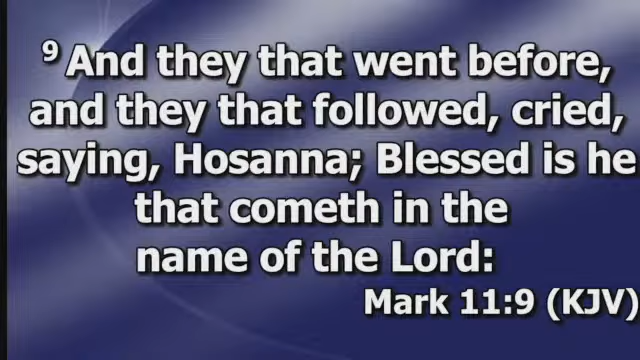 9 And they that went before,
and they that followed, cried,
saying, Hosanna; Blessed is he
that cometh in the
name of the Lord:
Mark 11:9 (KJV)